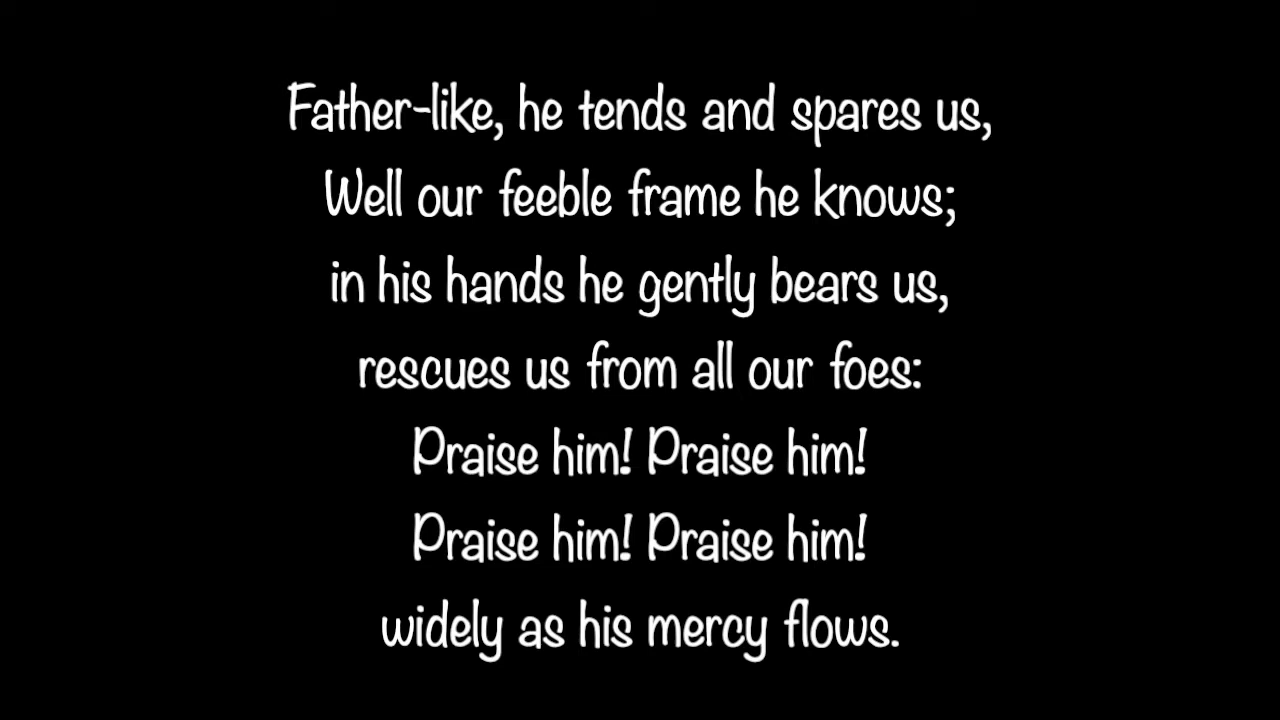 Father-like, he tends and spares us,
Well our feeble frame he knows;
in his hands he gently bears us,
rescues us from all our foes:
Praise him! Praise him!
Praise him! Praise him!
widely as his mercy flows.